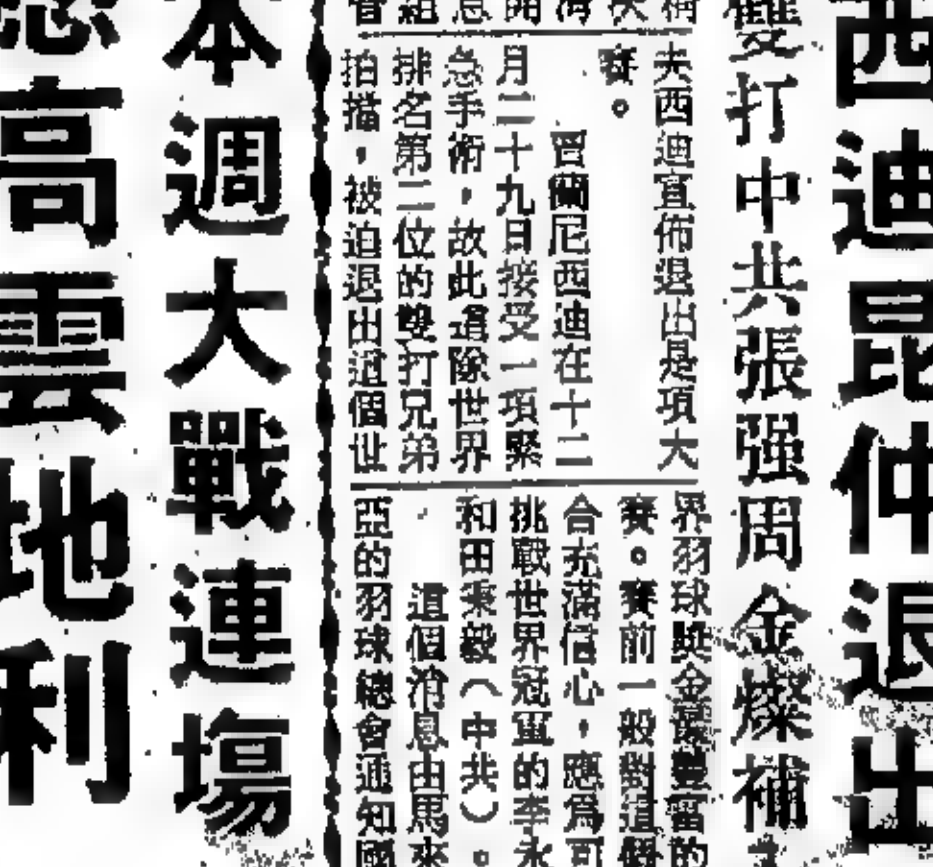 西迪昆仲退出
雙打中共張强周金燦補
夫西迪宣佈退出是項大
賽。
賈蘭尼西迪在十二
月二十九日接受一項緊
急手術，故此這隊世界
排名第二位的雙打兄弟
拍擋，被迫退出這個世
界羽球獎金最豐富的
賽。賽前一般對這
合充滿信心，應爲可
挑戰世界冠軍的李永
和田秉毅（中共）。
這個消息由馬來
亞的羽球總會通知國
本週大戰連塲
高雲地利